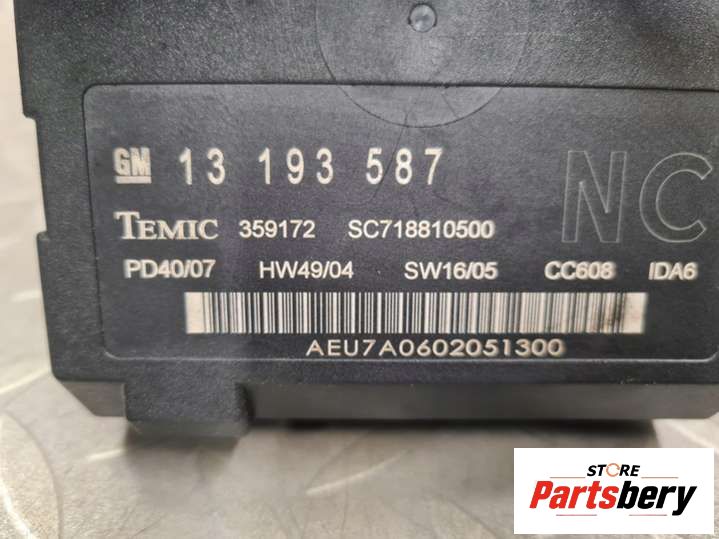 GM 13 193 587 NC
TEMIC 359172 SC718810500
PD40/07 HW49/04 SW16/05 CC608 IDA6
AEU7A0602051300
STORE
Partsbery